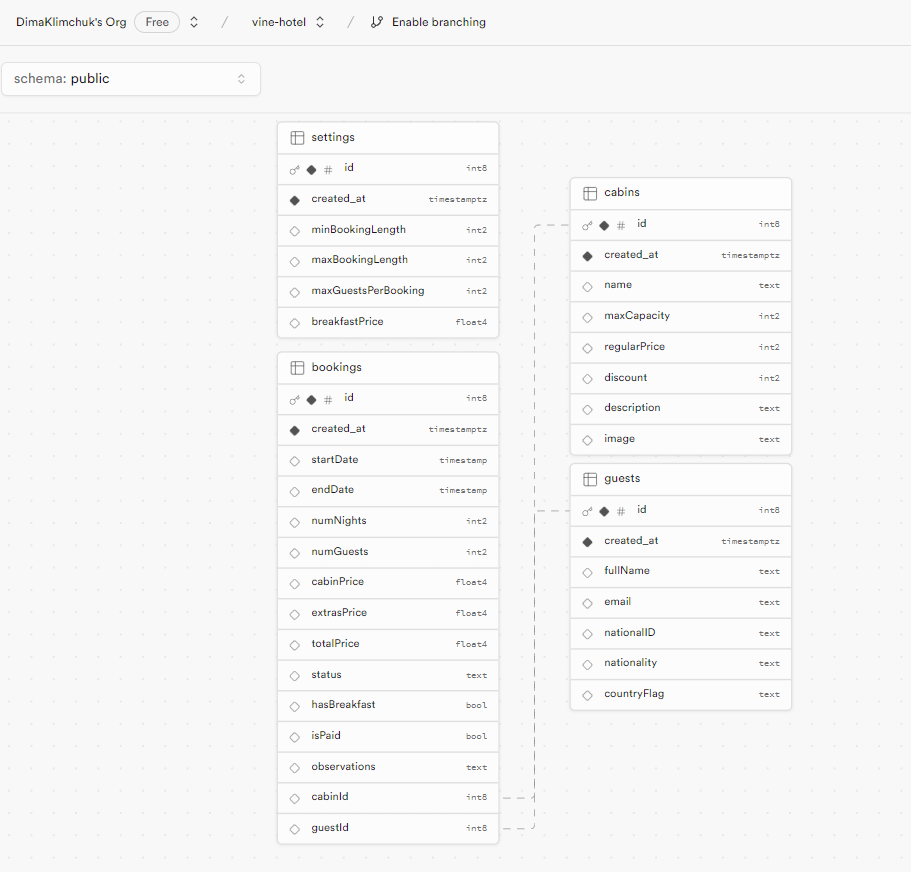 DimaKlimchuk's Org Free / vine-hotel / Enable branching
schema: public
settings
# id int8
created_at timestamptz
minBookingLength int2
maxBookingLength int2
maxGuestsPerBooking int2
breakfastPrice float4
bookings
# id int8
created_at timestamptz
startDate timestamp
endDate timestamp
numNights int2
numGuests int2
cabinPrice float4
extrasPrice float4
totalPrice float4
status text
hasBreakfast bool
isPaid bool
observations text
cabinId int8
guestId int8
cabins
# id int8
created_at timestamptz
name text
maxCapacity int2
regularPrice int2
discount int2
description text
image text
guests
# id int8
created_at timestamptz
fullName text
email text
nationalID text
nationality text
countryFlag text